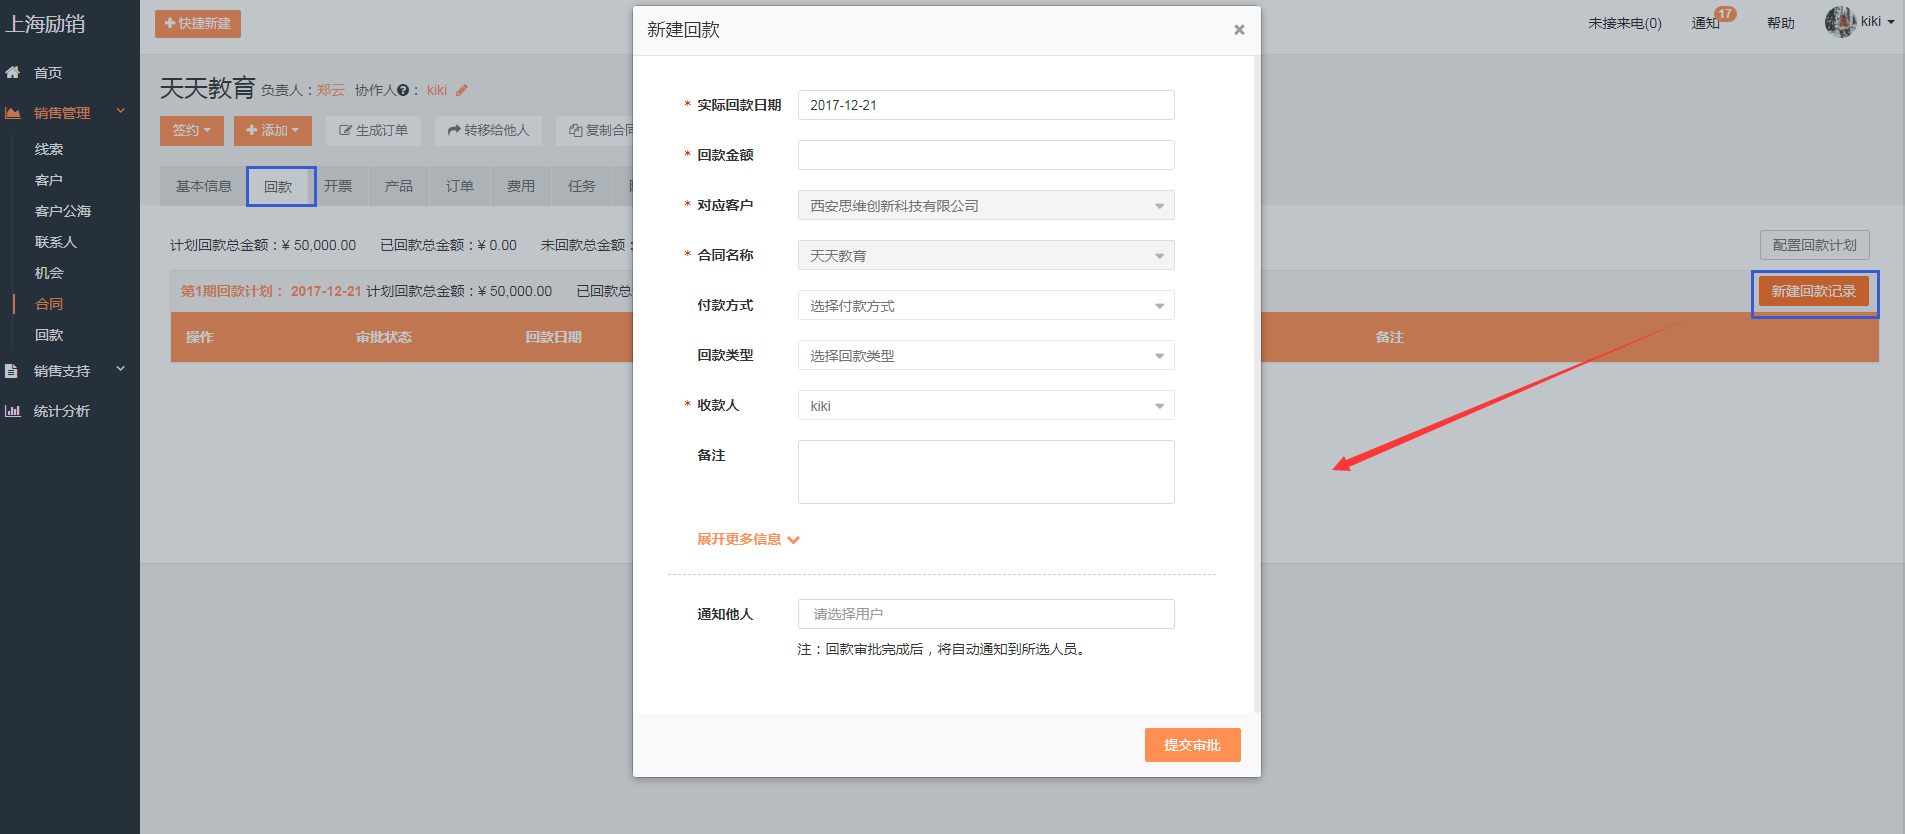 上海励销
快捷新建
未接来电(0)
通知
17
帮助
kiki
首页
销售管理
线索
客户
客户公海
联系人
机会
合同
回款
销售支持
统计分析
天天教育 负责人：郑云 协作人 ： kiki
签约
添加
生成订单
转移给他人
复制合同
基本信息
回款
开票
产品
订单
费用
任务
计划回款总金额：¥ 50,000.00 已回款总金额：¥ 0.00 未回款总金额：
配置回款计划
第1期回款计划： 2017-12-21 计划回款总金额：¥ 50,000.00 已回款总
新建回款记录
操作
审批状态
回款日期
备注
新建回款
×
* 实际回款日期 2017-12-21
* 回款金额
* 对应客户 西安思维创新科技有限公司
* 合同名称 天天教育
付款方式 选择付款方式
回款类型 选择回款类型
* 收款人 kiki
备注
展开更多信息
通知他人 请选择用户
注：回款审批完成后，将自动通知到所选人员。
提交审批